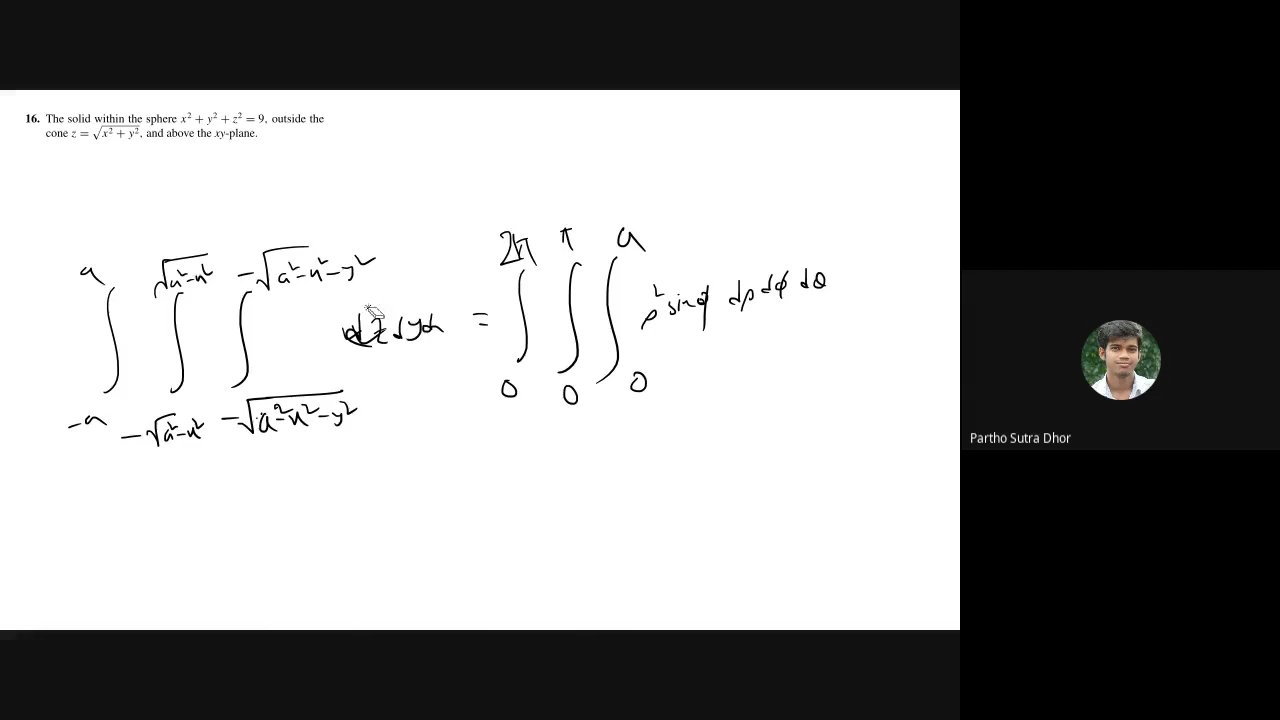 16. The solid within the sphere x² + y² + z² = 9, outside the
cone z = √(x² + y²), and above the xy-plane.
a √(a²-x²) -√(a²-x²-y²) 2π π a
∫ ∫ ∫ dz dy dx = ∫ ∫ ∫ ρ² sinφ dρ dφ dθ
-a -√(a²-x²) -√(a²-x²-y²) 0 0 0
Partho Sutra Dhor